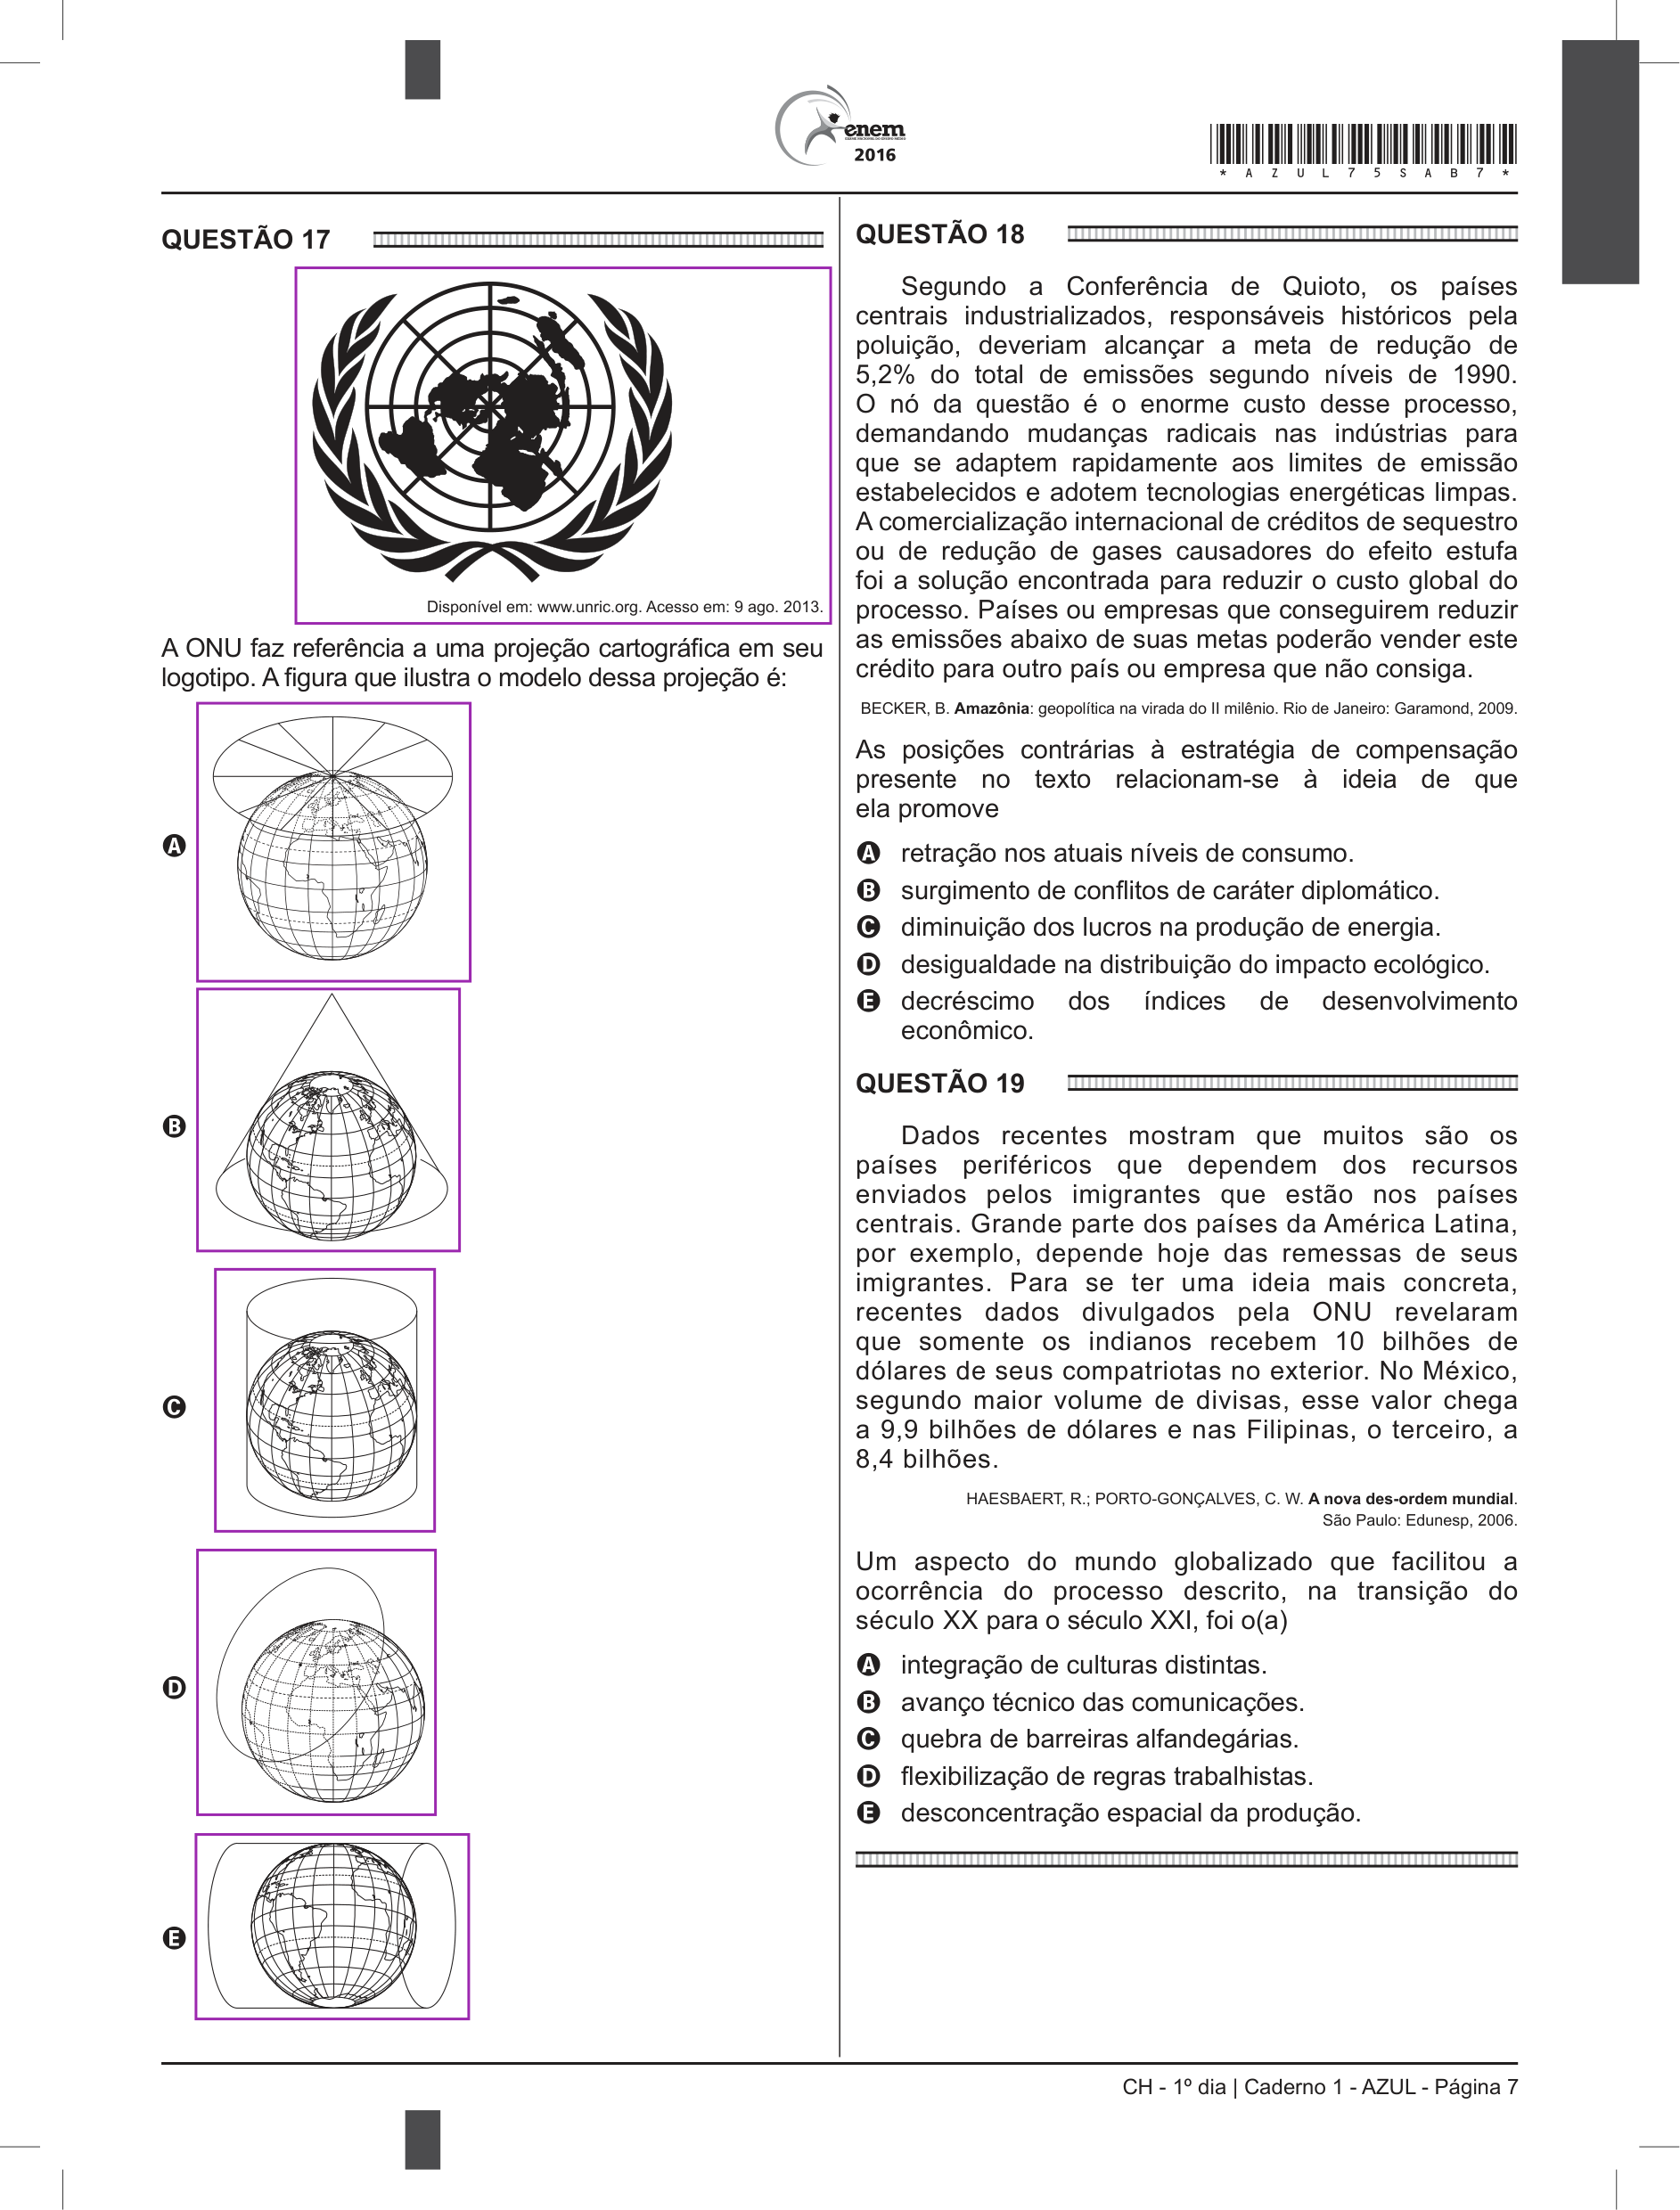 enem
2016
* A Z U L 7 5 S A B 7 *
QUESTÃO 17
Disponível em: www.unric.org. Acesso em: 9 ago. 2013.
A ONU faz referência a uma projeção cartográfica em seu
logotipo. A figura que ilustra o modelo dessa projeção é:
A
B
C
D
E
QUESTÃO 18
Segundo a Conferência de Quioto, os países
centrais industrializados, responsáveis históricos pela
poluição, deveriam alcançar a meta de redução de
5,2% do total de emissões segundo níveis de 1990.
O nó da questão é o enorme custo desse processo,
demandando mudanças radicais nas indústrias para
que se adaptem rapidamente aos limites de emissão
estabelecidos e adotem tecnologias energéticas limpas.
A comercialização internacional de créditos de sequestro
ou de redução de gases causadores do efeito estufa
foi a solução encontrada para reduzir o custo global do
processo. Países ou empresas que conseguirem reduzir
as emissões abaixo de suas metas poderão vender este
crédito para outro país ou empresa que não consiga.
BECKER, B. Amazônia: geopolítica na virada do II milênio. Rio de Janeiro: Garamond, 2009.
As posições contrárias à estratégia de compensação
presente no texto relacionam-se à ideia de que
ela promove
A retração nos atuais níveis de consumo.
B surgimento de conflitos de caráter diplomático.
C diminuição dos lucros na produção de energia.
D desigualdade na distribuição do impacto ecológico.
E decréscimo dos índices de desenvolvimento
econômico.
QUESTÃO 19
Dados recentes mostram que muitos são os
países periféricos que dependem dos recursos
enviados pelos imigrantes que estão nos países
centrais. Grande parte dos países da América Latina,
por exemplo, depende hoje das remessas de seus
imigrantes. Para se ter uma ideia mais concreta,
recentes dados divulgados pela ONU revelaram
que somente os indianos recebem 10 bilhões de
dólares de seus compatriotas no exterior. No México,
segundo maior volume de divisas, esse valor chega
a 9,9 bilhões de dólares e nas Filipinas, o terceiro, a
8,4 bilhões.
HAESBAERT, R.; PORTO-GONÇALVES, C. W. A nova des-ordem mundial.
São Paulo: Edunesp, 2006.
Um aspecto do mundo globalizado que facilitou a
ocorrência do processo descrito, na transição do
século XX para o século XXI, foi o(a)
A integração de culturas distintas.
B avanço técnico das comunicações.
C quebra de barreiras alfandegárias.
D flexibilização de regras trabalhistas.
E desconcentração espacial da produção.
CH - 1º dia | Caderno 1 - AZUL - Página 7